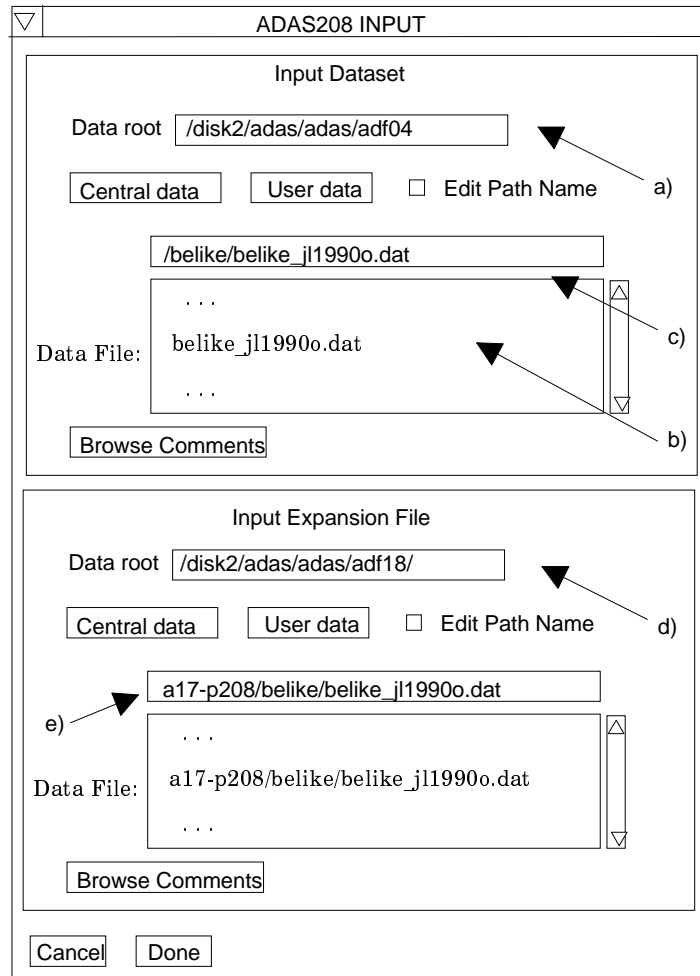 ADAS208 INPUT
Input Dataset
Data root /disk2/adas/adas/adf04
a)
Central data User data Edit Path Name
/belike/belike_jl1990o.dat
c)
. . .
Data File: belike_jl1990o.dat
. . .
b)
Browse Comments
Input Expansion File
Data root /disk2/adas/adas/adf18/
d)
Central data User data Edit Path Name
a17-p208/belike/belike_jl1990o.dat
e)
. . .
Data File: a17-p208/belike/belike_jl1990o.dat
. . .
Browse Comments
Cancel Done